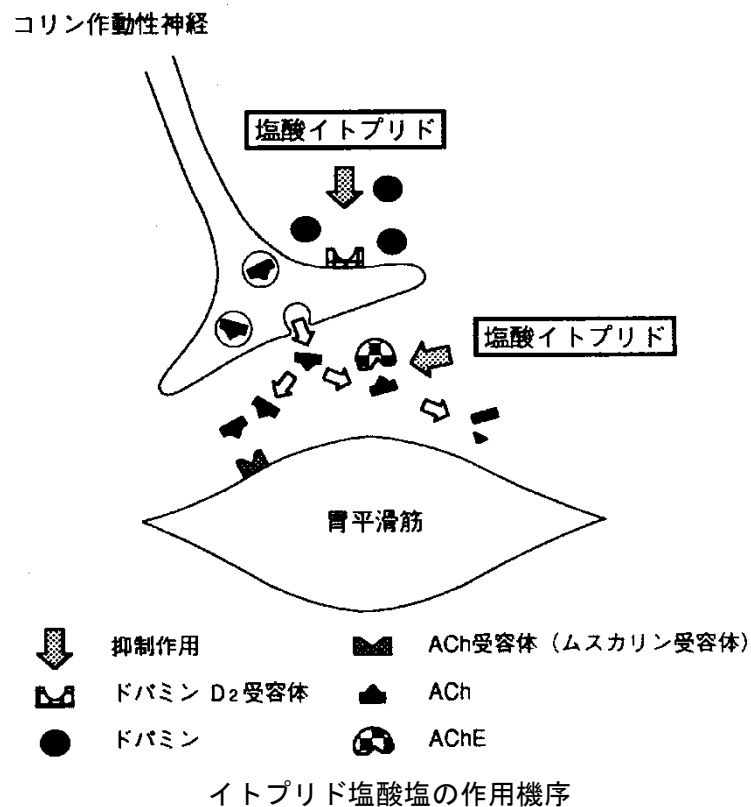 コリン作動性神経
塩酸イトプリド
塩酸イトプリド
胃平滑筋
抑制作用
ACh受容体（ムスカリン受容体）
ドパミン D2受容体
ACh
ドパミン
AChE
イトプリド塩酸塩の作用機序